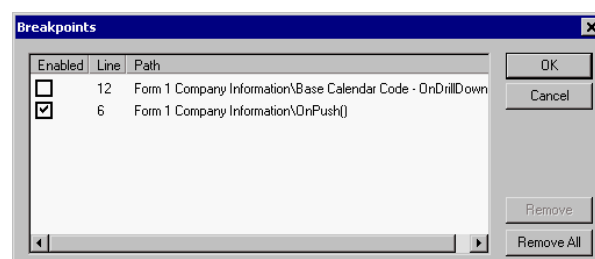 Breakpoints
Enabled Line Path
12 Form 1 Company Information\Base Calendar Code - OnDrillDown
6 Form 1 Company Information\OnPush()
OK
Cancel
Remove
Remove All